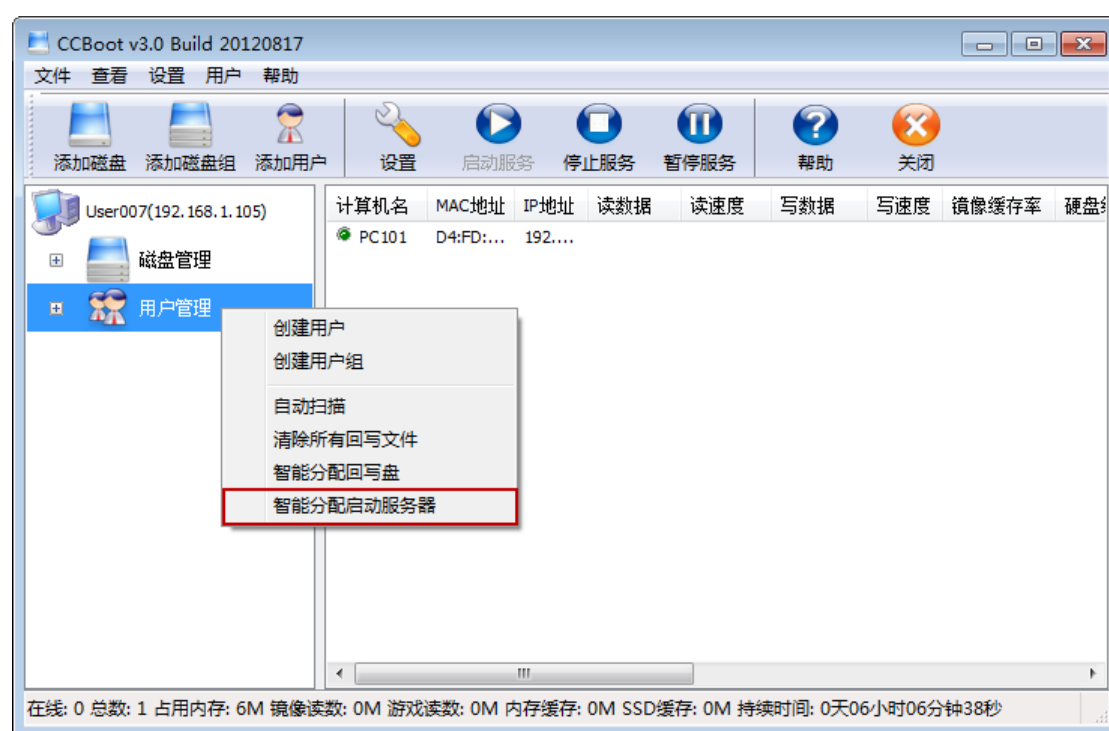 CCBoot v3.0 Build 20120817
文件 查看 设置 用户 帮助
添加磁盘 添加磁盘组 添加用户 设置 启动服务 停止服务 暂停服务 帮助 关闭
User007(192.168.1.105)
磁盘管理
用户管理
计算机名 MAC地址 IP地址 读数据 读速度 写数据 写速度 镜像缓存率 硬盘
PC101 D4:FD:... 192....
创建用户
创建用户组
自动扫描
清除所有回写文件
智能分配回写盘
智能分配启动服务器
在线: 0 总数: 1 占用内存: 6M 镜像读数: 0M 游戏读数: 0M 内存缓存: 0M SSD缓存: 0M 持续时间: 0天06小时06分钟38秒